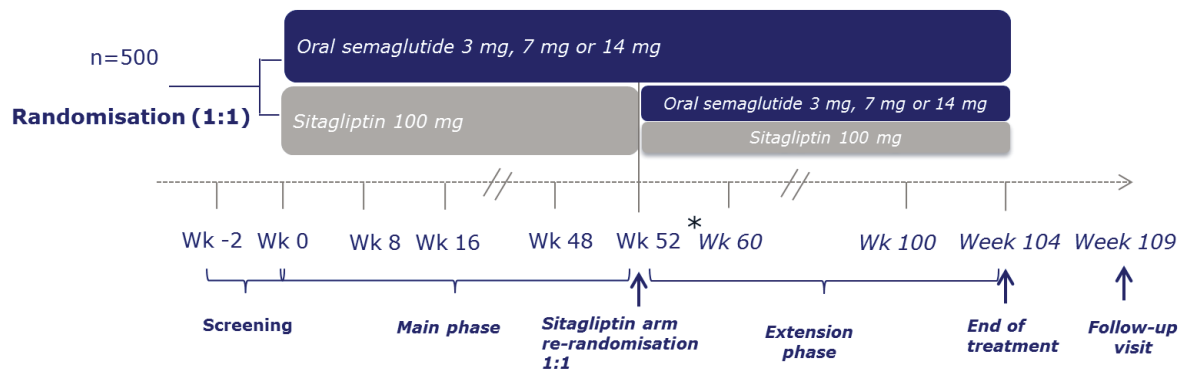 Oral semaglutide 3 mg, 7 mg or 14 mg
n=500
Randomisation (1:1)
Sitagliptin 100 mg
Oral semaglutide 3 mg, 7 mg or 14 mg
Sitagliptin 100 mg
Wk -2 Wk 0 Wk 8 Wk 16 Wk 48 Wk 52 * Wk 60 Wk 100 Week 104 Week 109
Screening
Main phase
Sitagliptin arm
re-randomisation
1:1
Extension
phase
End of
treatment
Follow-up
visit